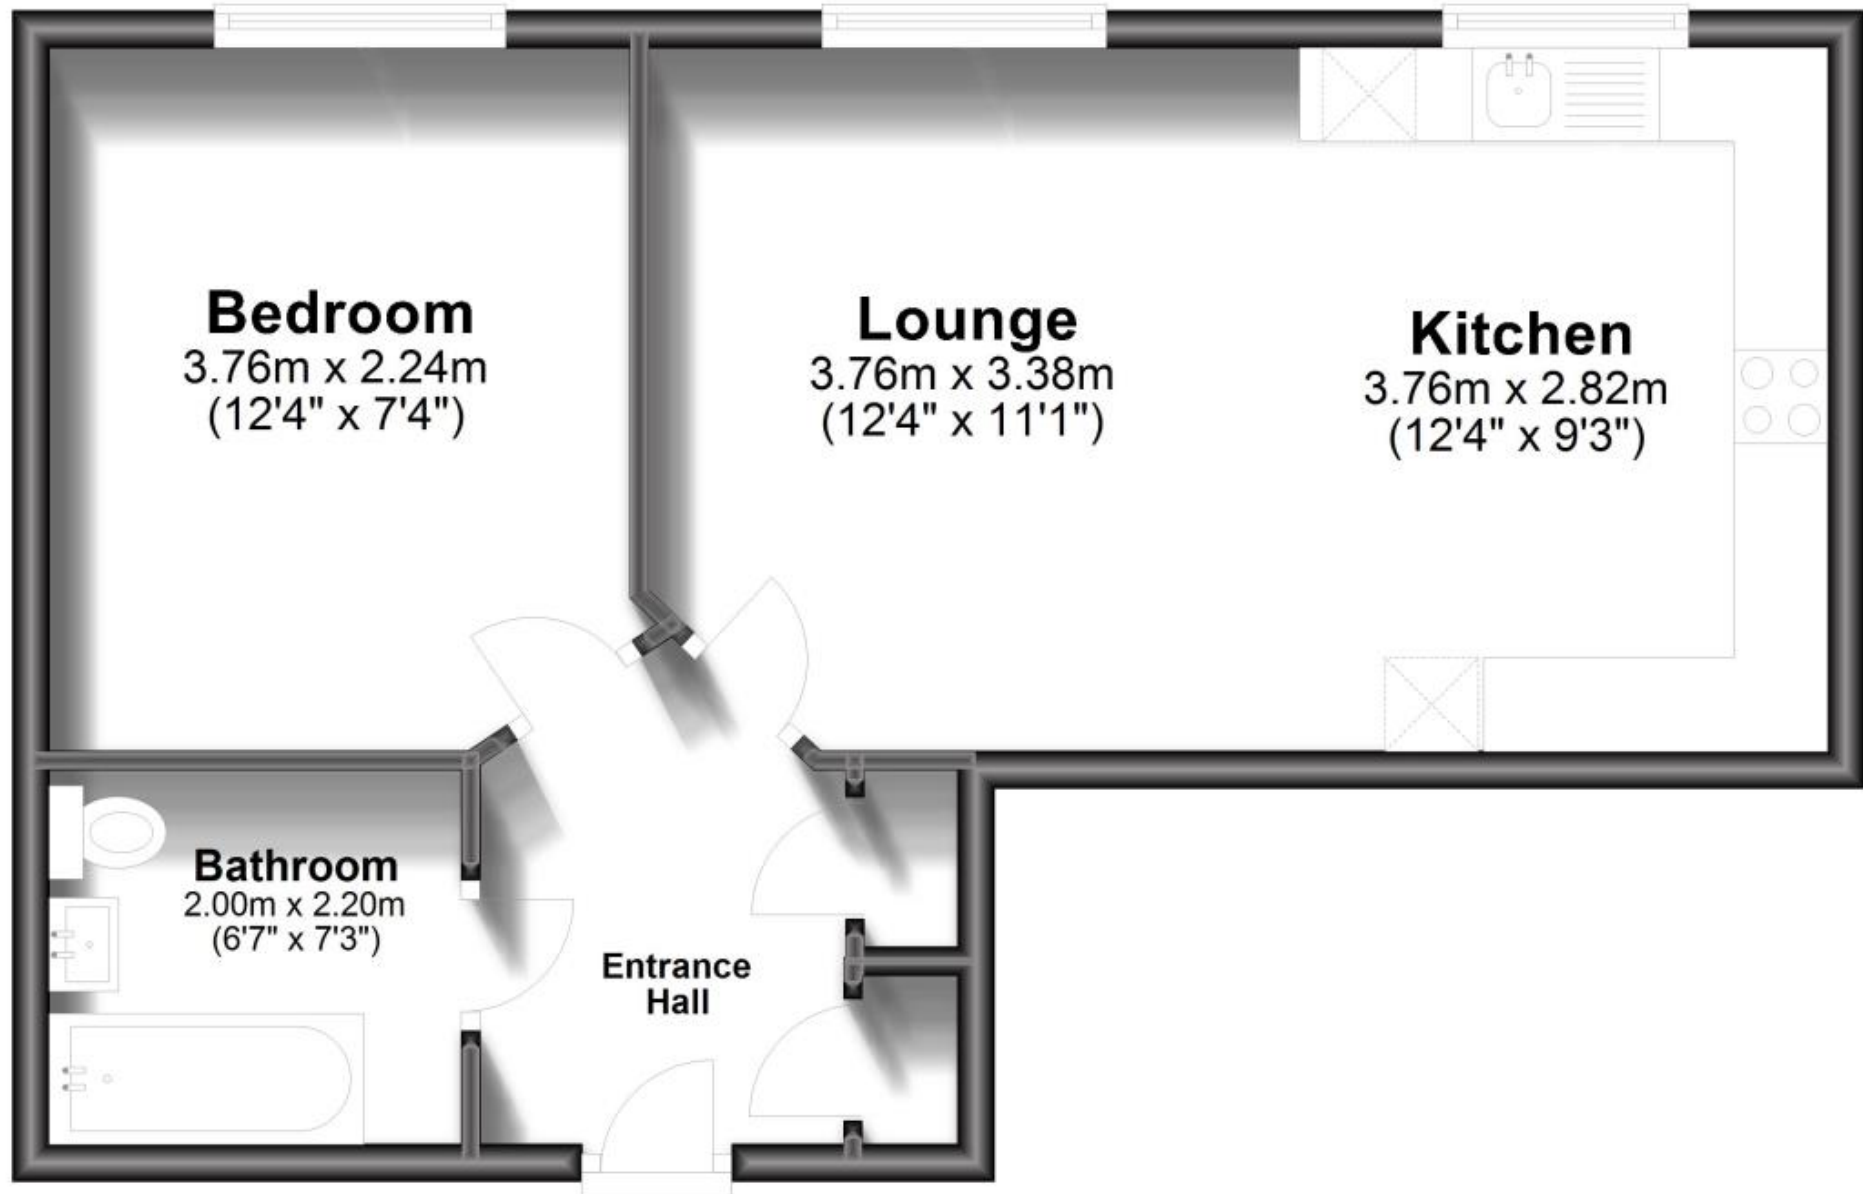 Bedroom
3.76m x 2.24m
(12'4" x 7'4")
Lounge
3.76m x 3.38m
(12'4" x 11'1")
Kitchen
3.76m x 2.82m
(12'4" x 9'3")
Bathroom
2.00m x 2.20m
(6'7" x 7'3")
Entrance
Hall